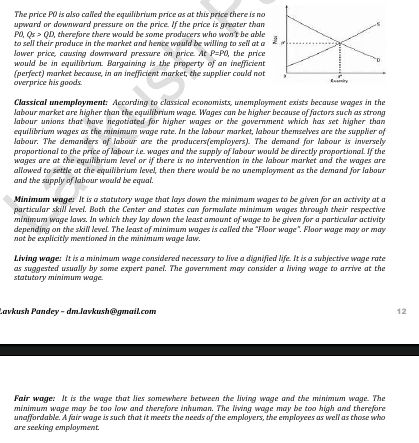 The price P0 is also called the equilibrium price as at this price there is no
upward or downward pressure on the price. If the price is greater than
P0, Qs > QD, therefore there would be some producers who won't be able
to sell their produce in the market and hence would be willing to sell at a
lower price, causing downward pressure on price. At P=P0, the price
would be in equilibrium. Bargaining is the property of an inefficient
(perfect) market because, in an inefficient market, the supplier could not
overprice his goods.
Price
S
D
Quantity
Classical unemployment: According to classical economists, unemployment exists because wages in the
labour market are higher than the equilibrium wage. Wages can be higher because of factors such as strong
labour unions that have negotiated for higher wages or the government which has set higher than
equilibrium wages as the minimum wage rate. In the labour market, labour themselves are the supplier of
labour. The demanders of labour are the producers(employers). The demand for labour is inversely
proportional to the price of labour i.e. wages and the supply of labour would be directly proportional. If the
wages are at the equilibrium level or if there is no intervention in the labour market and the wages are
allowed to settle at the equilibrium level, then there would be no unemployment as the demand for labour
and the supply of labour would be equal.
Minimum wage: It is a statutory wage that lays down the minimum wages to be given for an activity at a
particular skill level. Both the Center and states can formulate minimum wages through their respective
minimum wage laws. In which they lay down the least amount of wage to be given for a particular activity
depending on the skill level. The least of minimum wages is called the "Floor wage". Floor wage may or may
not be explicitly mentioned in the minimum wage law.
Living wage: It is a minimum wage considered necessary to live a dignified life. It is a subjective wage rate
as suggested usually by some expert panel. The government may consider a living wage to arrive at the
statutory minimum wage.
Lavkush Pandey – dm.lavkush@gmail.com 12
Fair wage: It is the wage that lies somewhere between the living wage and the minimum wage. The
minimum wage may be too low and therefore inhuman. The living wage may be too high and therefore
unaffordable. A fair wage is such that it meets the needs of the employers, the employees as well as those who
are seeking employment.